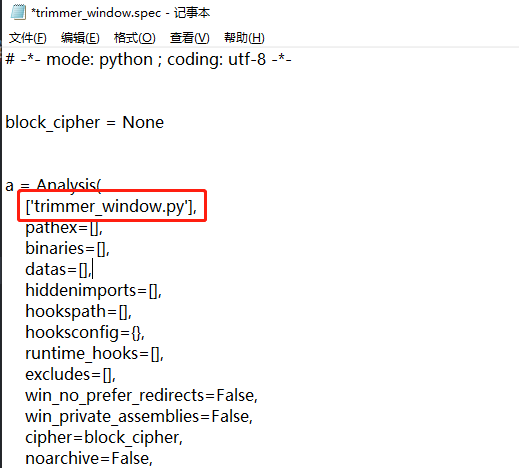 *trimmer_window.spec - 记事本
文件(F) 编辑(E) 格式(O) 查看(V) 帮助(H)
# -*- mode: python ; coding: utf-8 -*-
block_cipher = None
a = Analysis(
['trimmer_window.py'],
pathex=[],
binaries=[],
datas=[],
hiddenimports=[],
hookspath=[],
hooksconfig={},
runtime_hooks=[],
excludes=[],
win_no_prefer_redirects=False,
win_private_assemblies=False,
cipher=block_cipher,
noarchive=False,